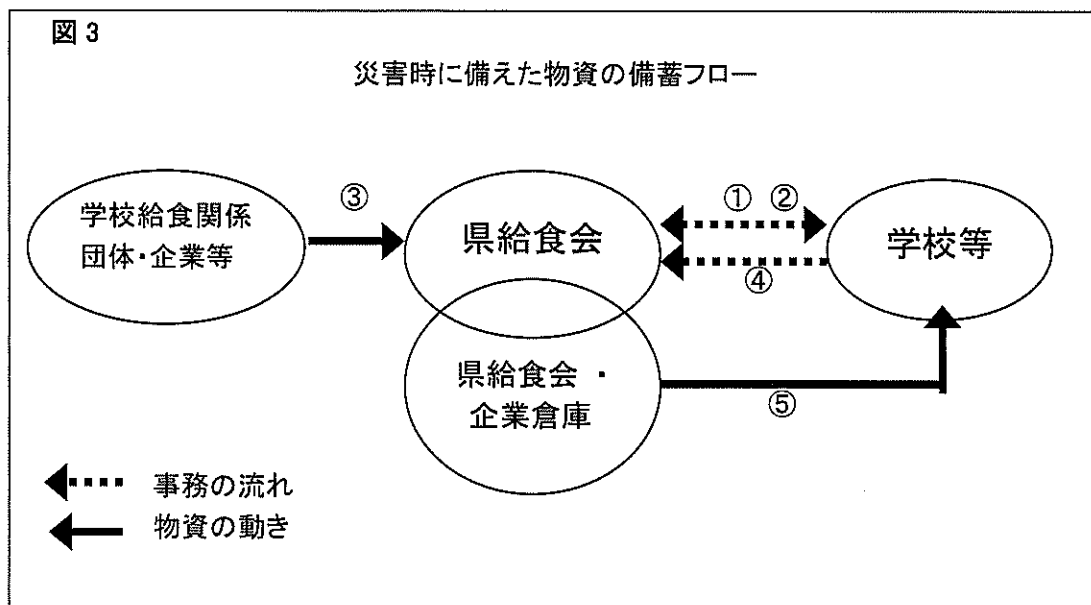 図3
災害時に備えた物資の備蓄フロー
学校給食関係
団体・企業等
③
県給食会
① ②
④
学校等
県給食会・
企業倉庫
⑤
事務の流れ
物資の動き